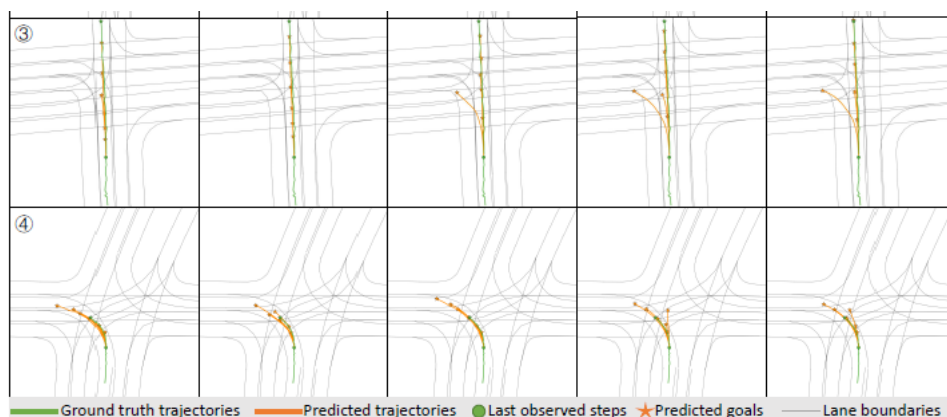 ③
④
Ground truth trajectories Predicted trajectories Last observed steps Predicted goals Lane boundaries